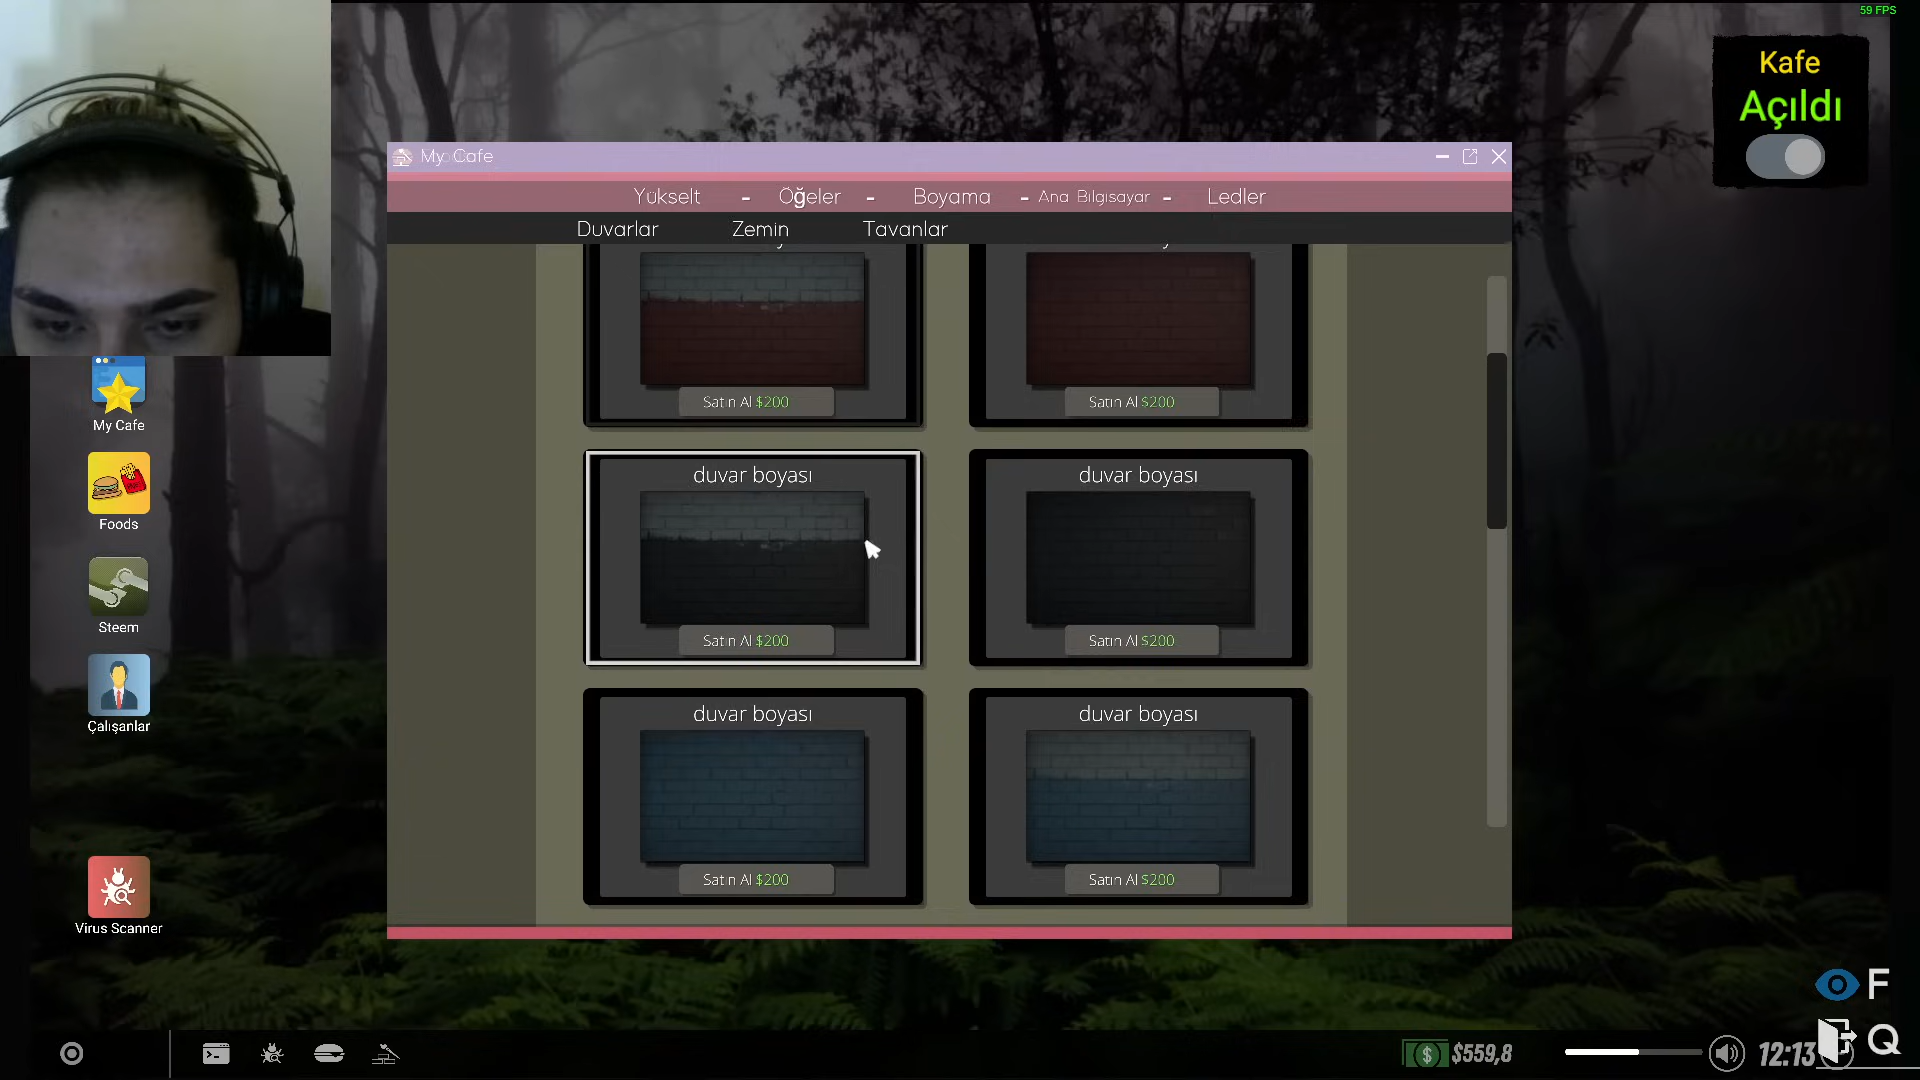 59 FPS
Kafe
Açıldı
My Cafe
Yükselt - Öğeler - Boyama - Ana Bilgisayar - Ledler
Duvarlar Zemin Tavanlar
Satın Al $200
Satın Al $200
duvar boyası
duvar boyası
Satın Al $200
Satın Al $200
duvar boyası
duvar boyası
Satın Al $200
Satın Al $200
My Cafe
Foods
Steem
Çalışanlar
Virus Scanner
F
Q
$559,8
12:13